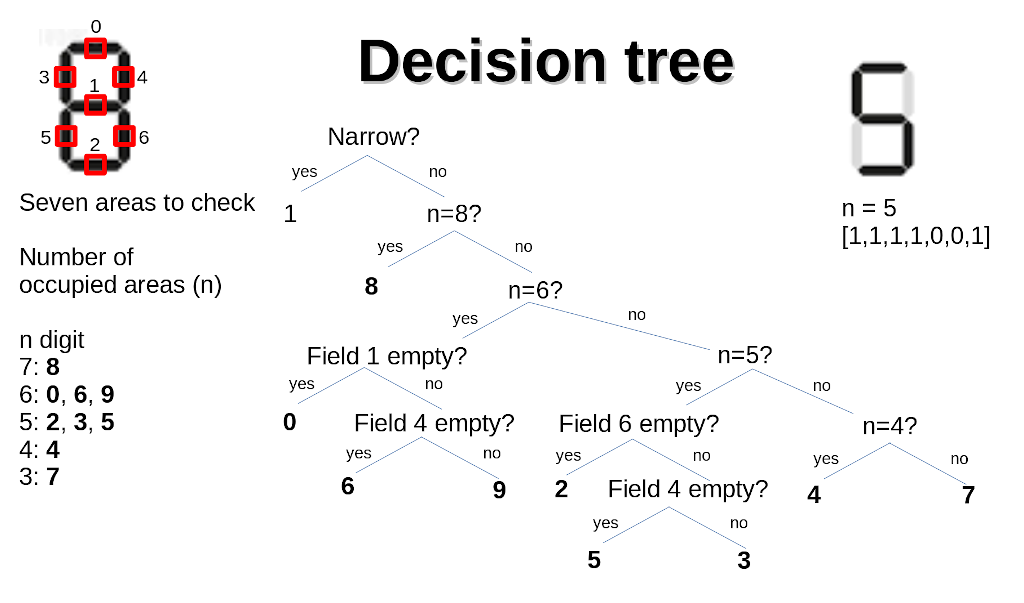 Decision tree
0
3
4
1
5
6
2
Seven areas to check
Number of
occupied areas (n)
n digit
7: 8
6: 0, 6, 9
5: 2, 3, 5
4: 4
3: 7
Narrow?
yes
no
1
n=8?
yes
no
8
n=6?
yes
no
Field 1 empty?
n=5?
yes
no
yes
no
0
Field 4 empty?
Field 6 empty?
n=4?
yes
no
yes
no
yes
no
6
9
2
Field 4 empty?
4
7
yes
no
5
3
n = 5
[1,1,1,1,0,0,1]